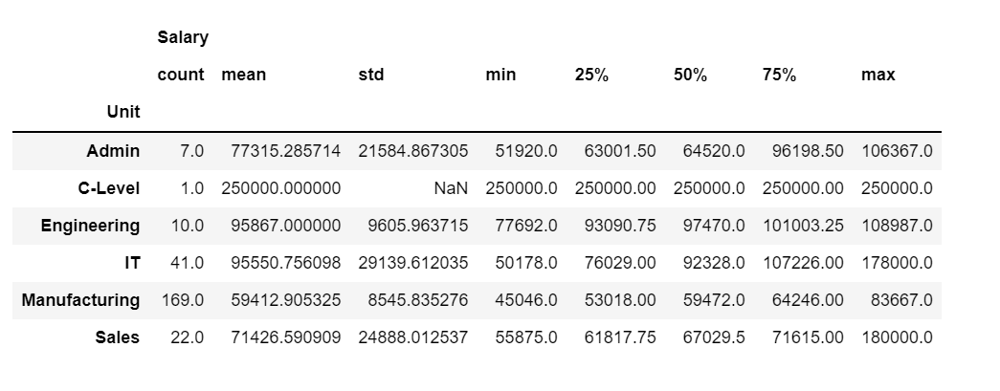 Salary
count mean std min 25% 50% 75% max
Unit
Admin 7.0 77315.285714 21584.867305 51920.0 63001.50 64520.0 96198.50 106367.0
C-Level 1.0 250000.000000 NaN 250000.0 250000.00 250000.0 250000.00 250000.0
Engineering 10.0 95867.000000 9605.963715 77692.0 93090.75 97470.0 101003.25 108987.0
IT 41.0 95550.756098 29139.612035 50178.0 76029.00 92328.0 107226.00 178000.0
Manufacturing 169.0 59412.905325 8545.835276 45046.0 53018.00 59472.0 64246.00 83667.0
Sales 22.0 71426.590909 24888.012537 55875.0 61817.75 67029.5 71615.00 180000.0